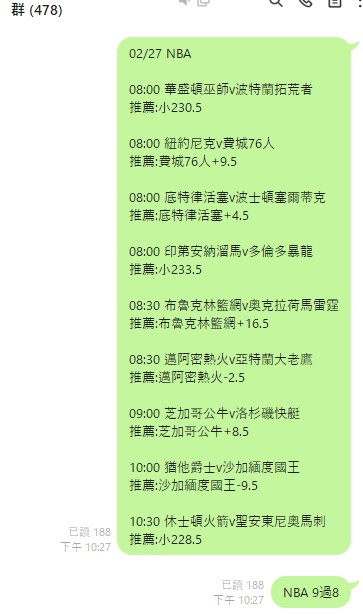 群 (478)
02/27 NBA
08:00 華盛頓巫師v波特蘭拓荒者
推薦:小230.5
08:00 紐約尼克v費城76人
推薦:費城76人+9.5
08:00 底特律活塞v波士頓塞爾蒂克
推薦:底特律活塞+4.5
08:00 印第安納溜馬v多倫多暴龍
推薦:小233.5
08:30 布魯克林籃網v奧克拉荷馬雷霆
推薦:布魯克林籃網+16.5
08:30 邁阿密熱火v亞特蘭大老鷹
推薦:邁阿密熱火-2.5
09:00 芝加哥公牛v洛杉磯快艇
推薦:芝加哥公牛+8.5
10:00 猶他爵士v沙加緬度國王
推薦:沙加緬度國王-9.5
10:30 休士頓火箭v聖安東尼奧馬刺
推薦:小228.5
已讀 188
下午 10:27
NBA 9過8
已讀 188
下午 10:27